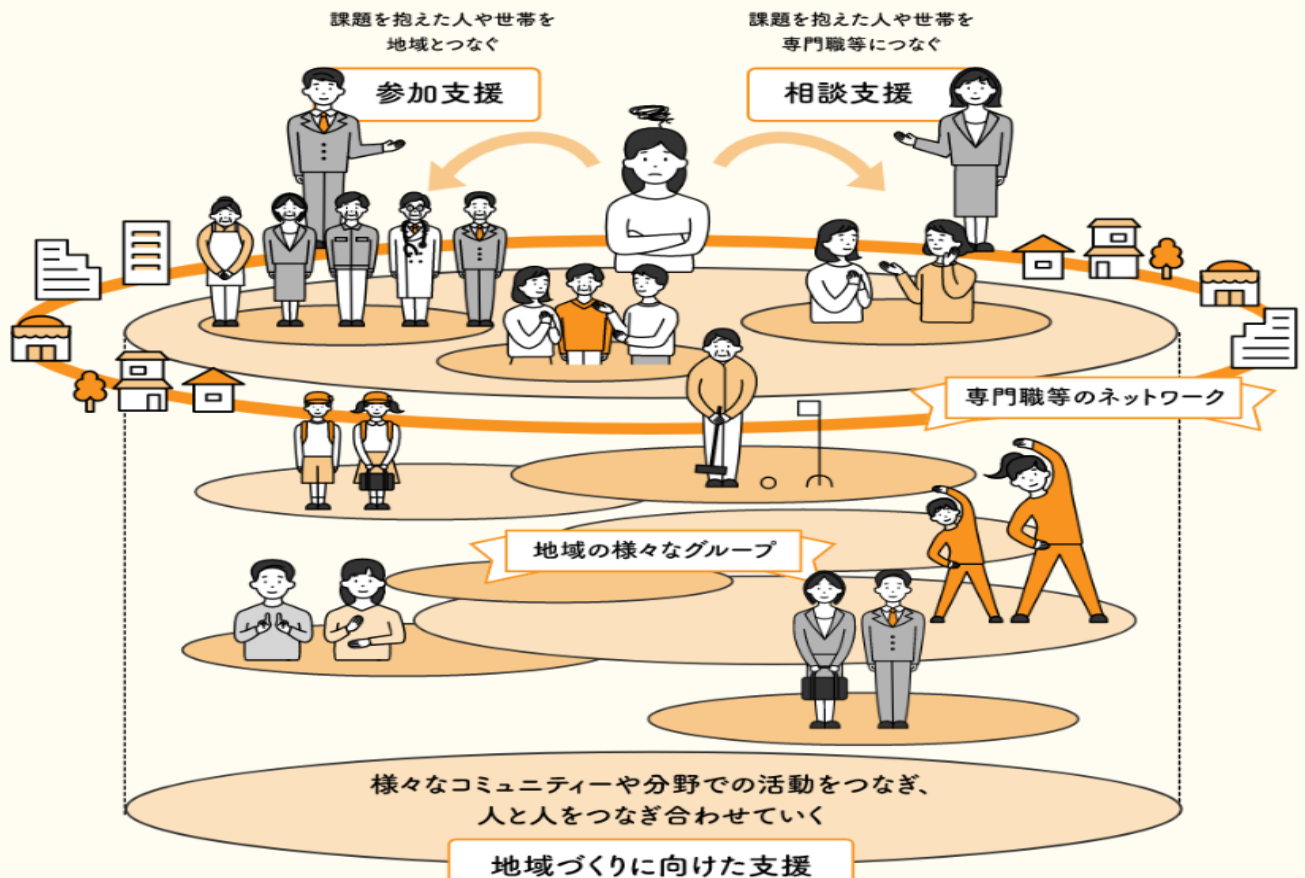 課題を抱えた人や世帯を
地域とつなぐ
参加支援
課題を抱えた人や世帯を
専門職等につなぐ
相談支援
専門職等のネットワーク
地域の様々なグループ
様々なコミュニティーや分野での活動をつなぎ、
人と人をつなぎ合わせていく
地域づくりに向けた支援